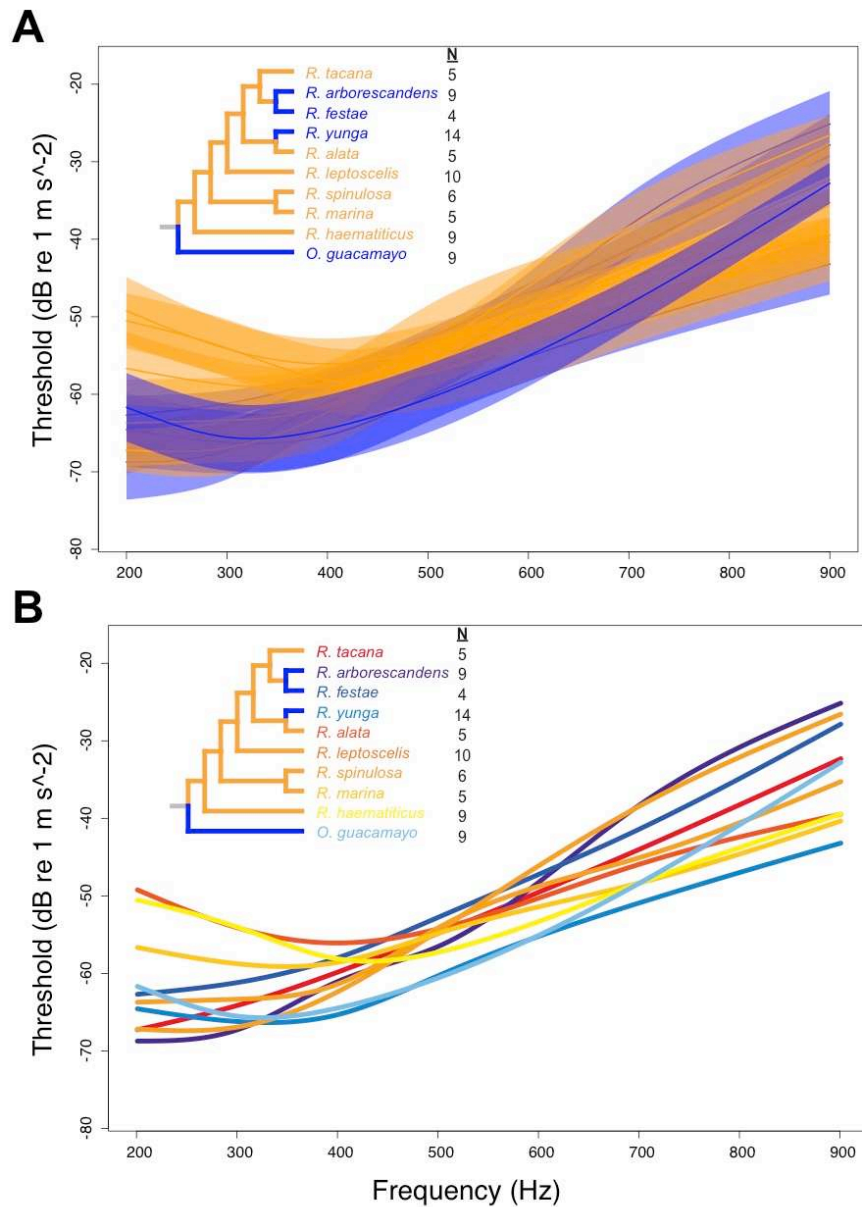 A
N
R. tacana 5
R. arborescandens 9
R. festae 4
R. yunga 14
R. alata 5
R. leptoscelis 10
R. spinulosa 6
R. marina 5
R. haematiticus 9
O. guacamayo 9
Threshold (dB re 1 m s^-2)
-20
-30
-40
-50
-60
-70
-80
200 300 400 500 600 700 800 900
B
N
R. tacana 5
R. arborescandens 9
R. festae 4
R. yunga 14
R. alata 5
R. leptoscelis 10
R. spinulosa 6
R. marina 5
R. haematiticus 9
O. guacamayo 9
Threshold (dB re 1 m s^-2)
-20
-30
-40
-50
-60
-70
-80
200 300 400 500 600 700 800 900
Frequency (Hz)